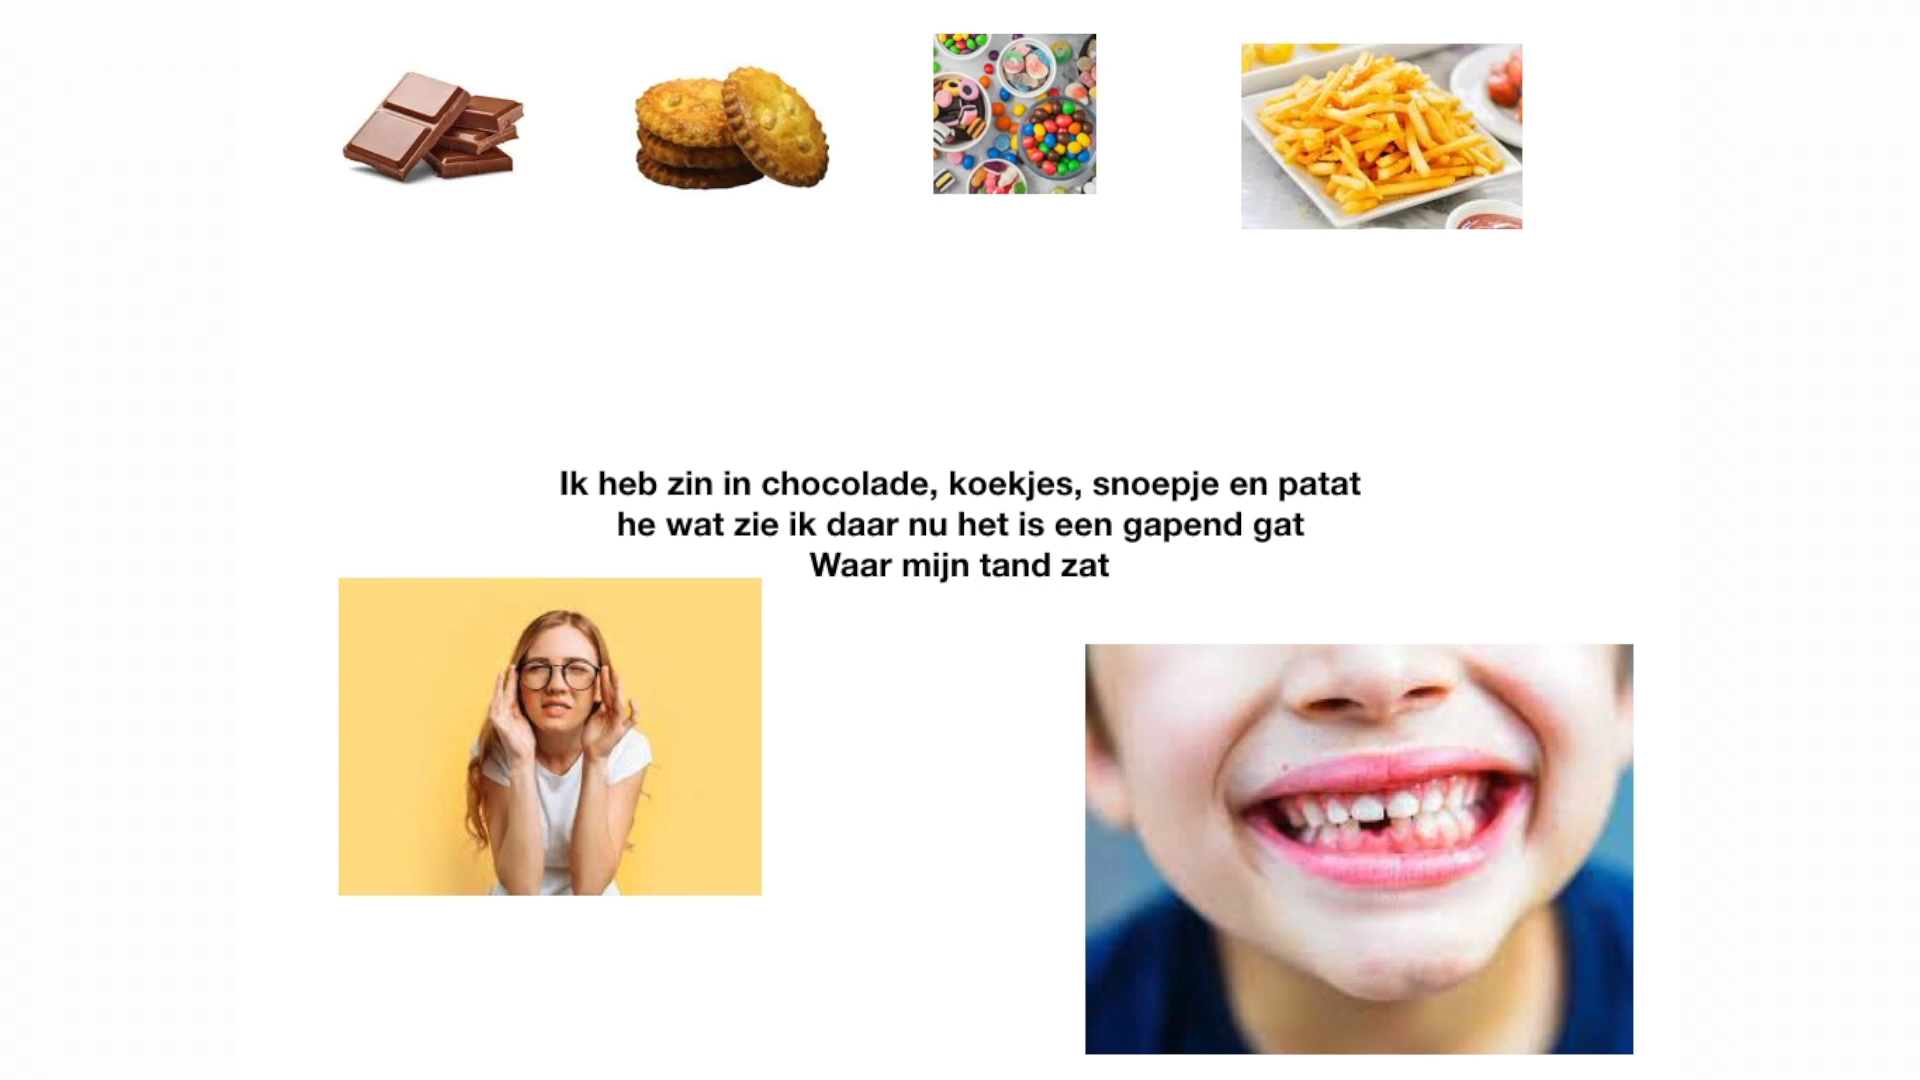 Ik heb zin in chocolade, koekjes, snoepje en patat
he wat zie ik daar nu het is een gapend gat
Waar mijn tand zat